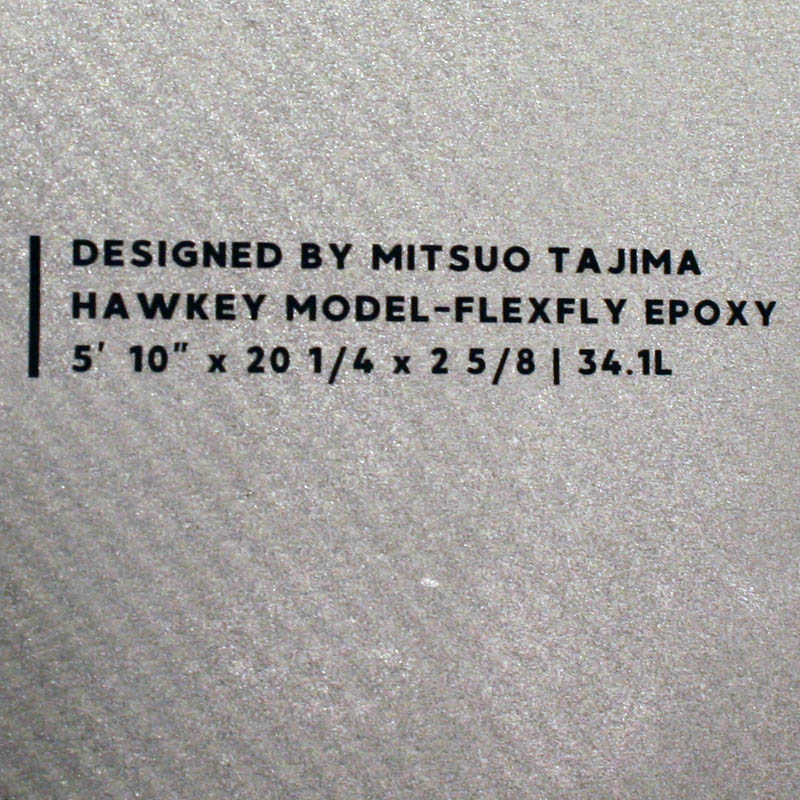 DESIGNED BY MITSUO TAJIMA
HAWKEY MODEL-FLEXFLY EPOXY
5' 10" x 20 1/4 x 2 5/8 | 34.1L